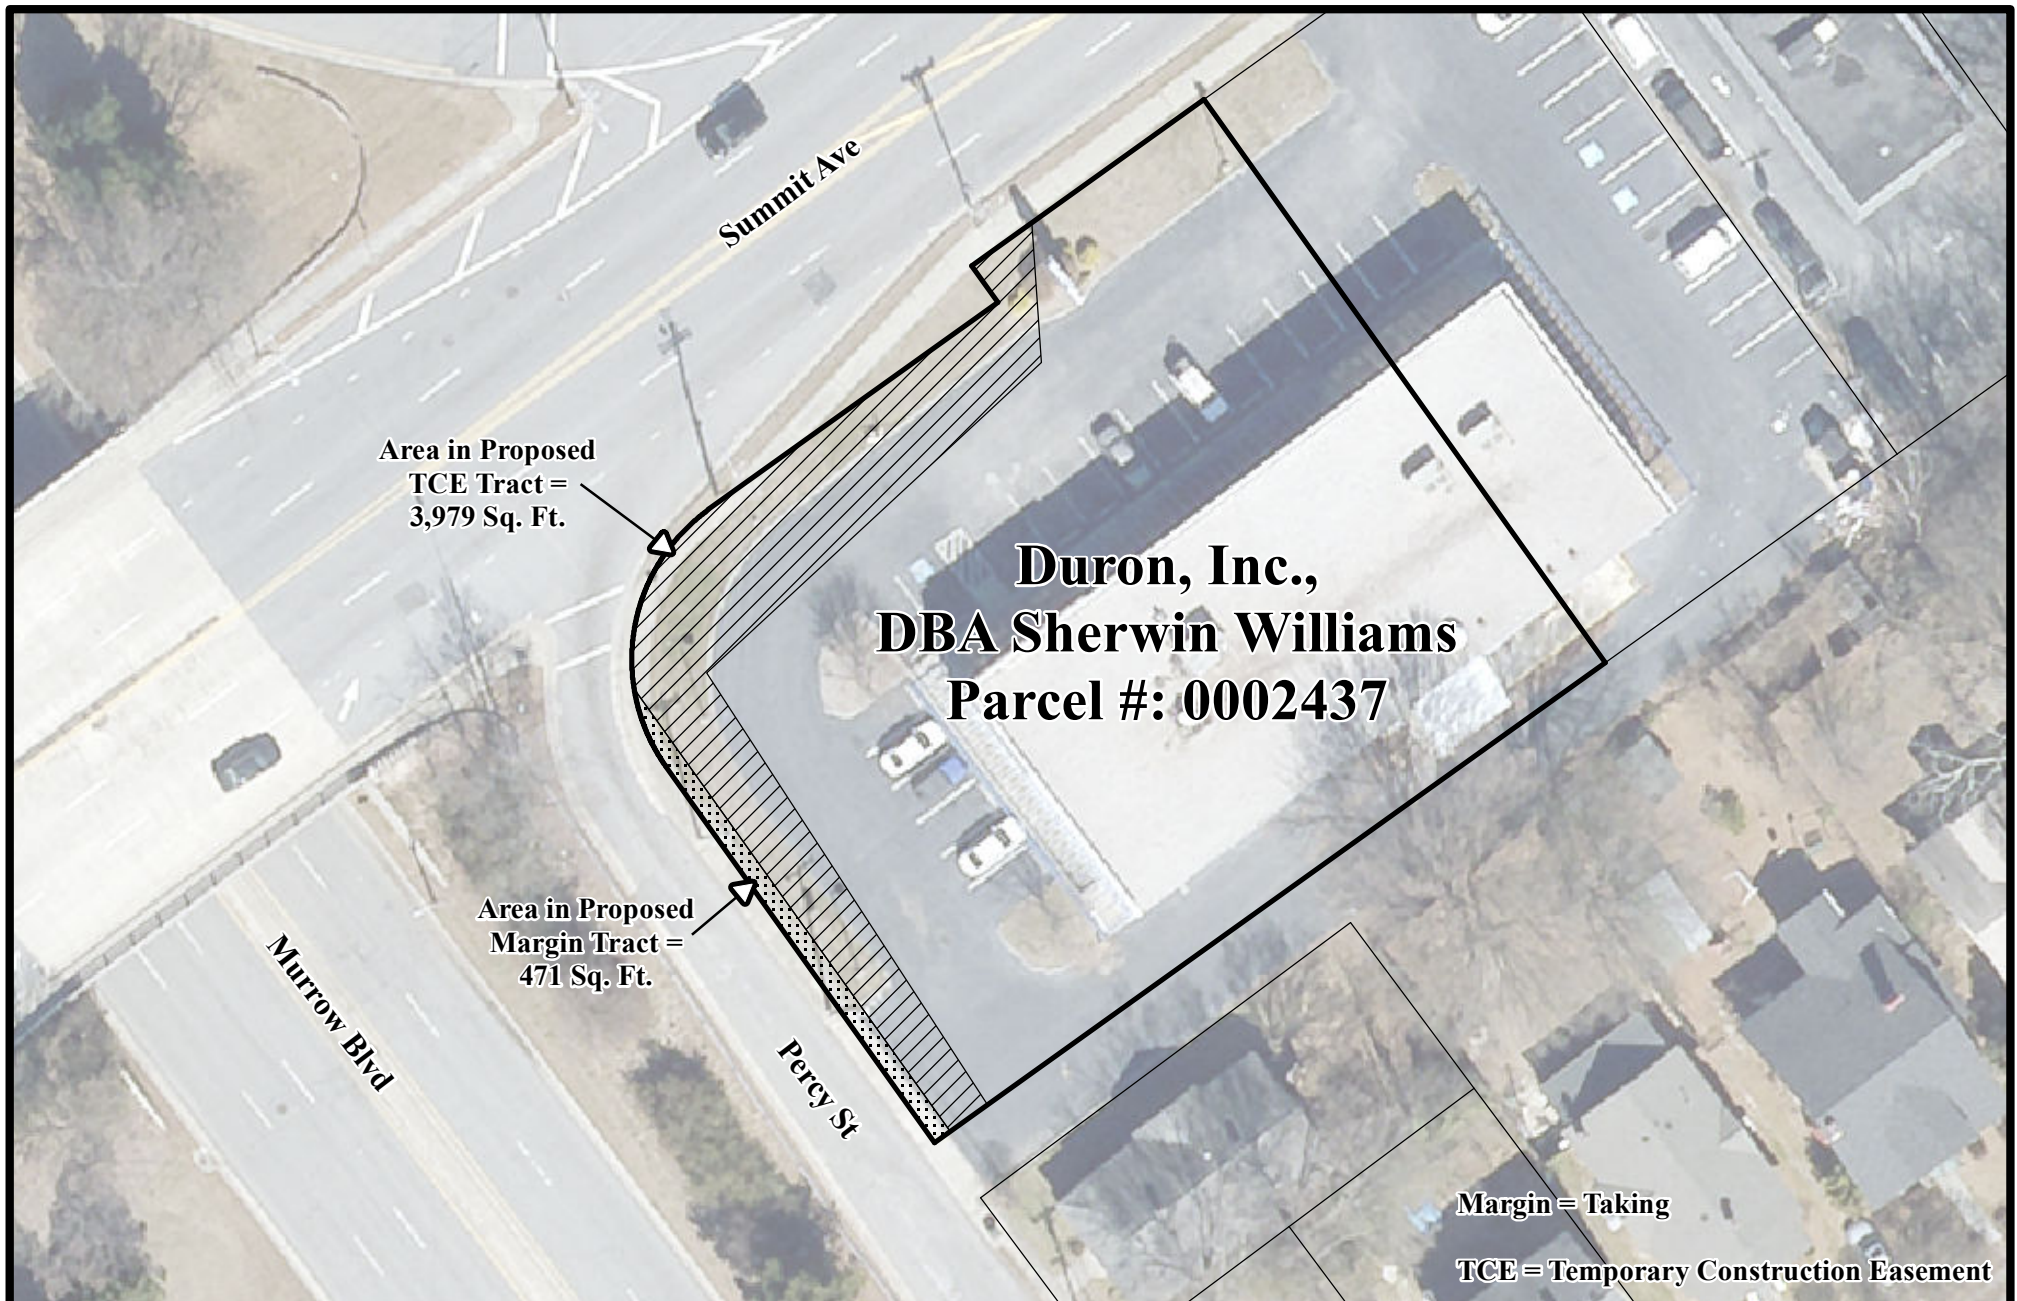 Summit Ave
Area in Proposed
TCE Tract =
3,979 Sq. Ft.
Duron, Inc.,
DBA Sherwin Williams
Parcel #: 0002437
Area in Proposed
Margin Tract =
471 Sq. Ft.
Murrow Blvd
Percy St
Margin = Taking
TCE = Temporary Construction Easement